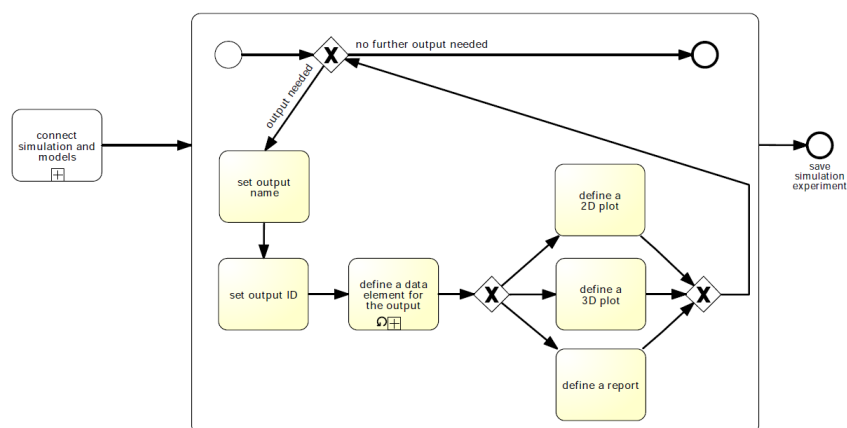 no further output needed
output needed
connect
simulation and
models
set output
name
save
simulation
experiment
define a
2D plot
set output ID
define a data
element for
the output
define a
3D plot
define a report